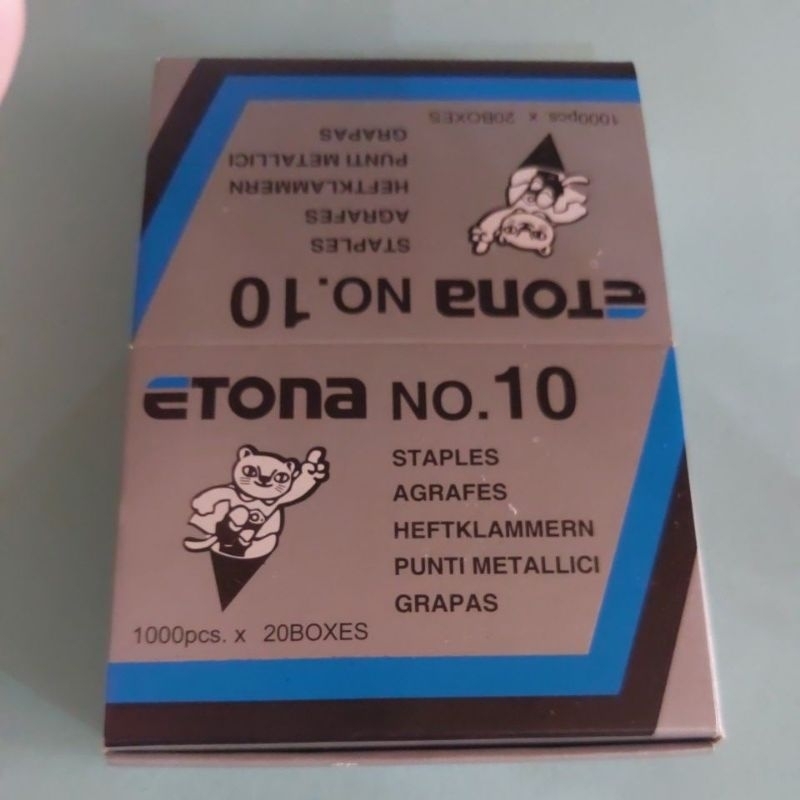 1000pcs x 20BOXES
GRAPAS
PUNTI METALLICI
HEFTKLAMMERN
AGRAFES
STAPLES
ETONA NO.10
ETONA NO.10
STAPLES
AGRAFES
HEFTKLAMMERN
PUNTI METALLICI
GRAPAS
1000pcs. x 20BOXES